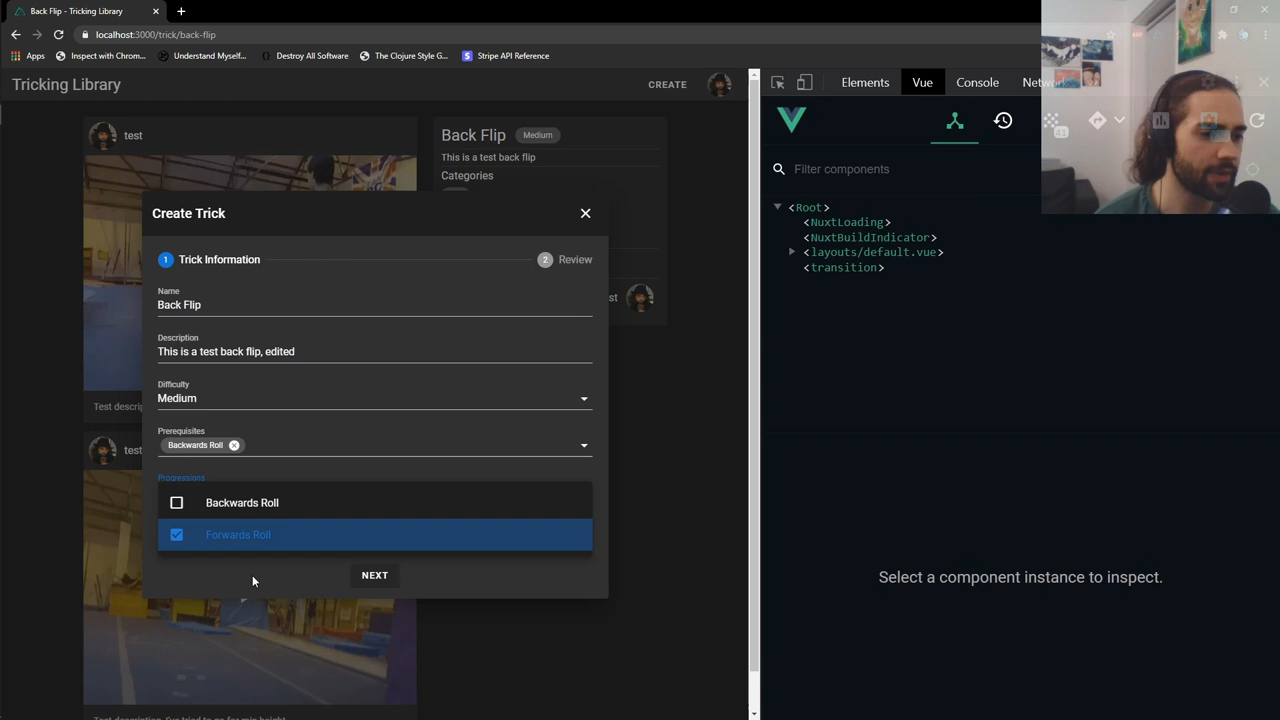 Back Flip - Tricking Library
localhost:3000/trick/back-flip
Apps
Inspect with Chrom...
Understand Myself...
Destroy All Software
The Clojure Style G...
Stripe API Reference
Tricking Library
CREATE
Elements
Vue
Console
41
test
Back Flip
Medium
This is a test back flip
Categories
Filter components
<Root>
<NuxtLoading>
<NuxtBuildIndicator>
<layouts/default.vue>
<transition>
Create Trick
1 Trick Information
2 Review
Name
Back Flip
Description
This is a test back flip, edited
Difficulty
Medium
Prerequisites
Backwards Roll
Progressions
Backwards Roll
Forwards Roll
NEXT
test
Select a component instance to inspect.